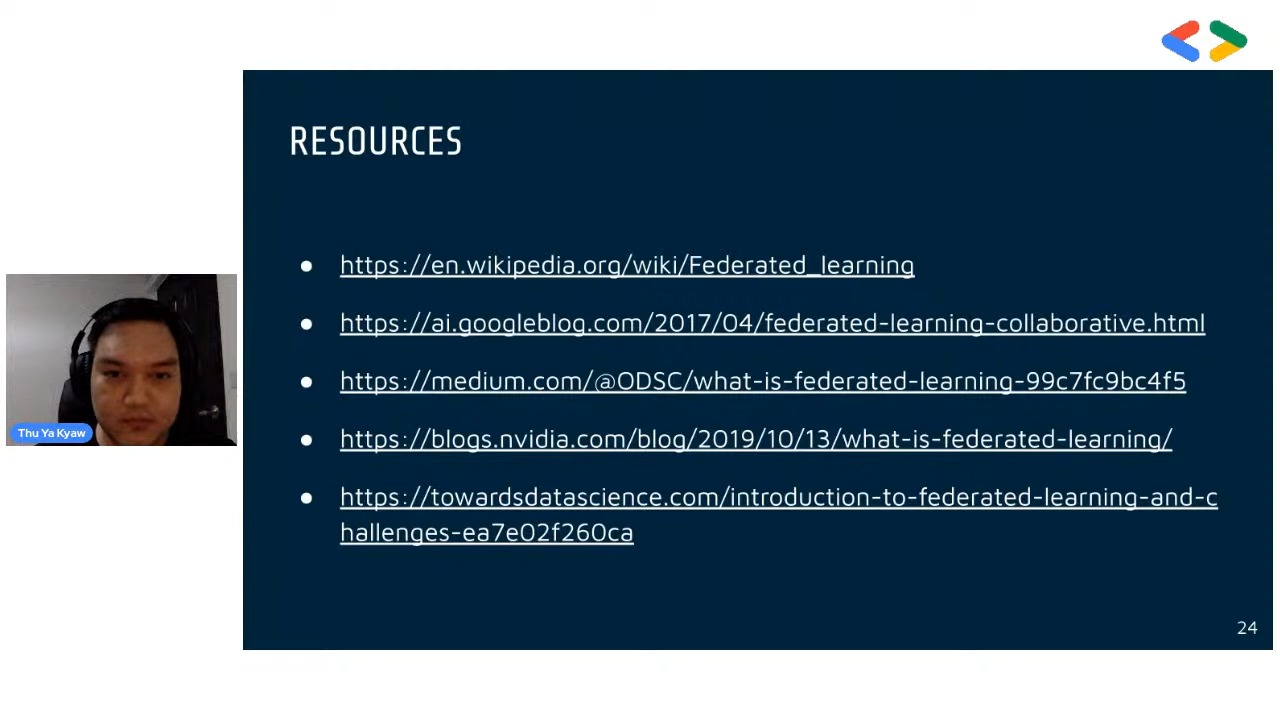 RESOURCES
https://en.wikipedia.org/wiki/Federated_learning
https://ai.googleblog.com/2017/04/federated-learning-collaborative.html
https://medium.com/@ODSC/what-is-federated-learning-99c7fc9bc4f5
https://blogs.nvidia.com/blog/2019/10/13/what-is-federated-learning/
https://towardsdatascience.com/introduction-to-federated-learning-and-c
hallenges-ea7e02f260ca
Thu Ya Kyaw
24